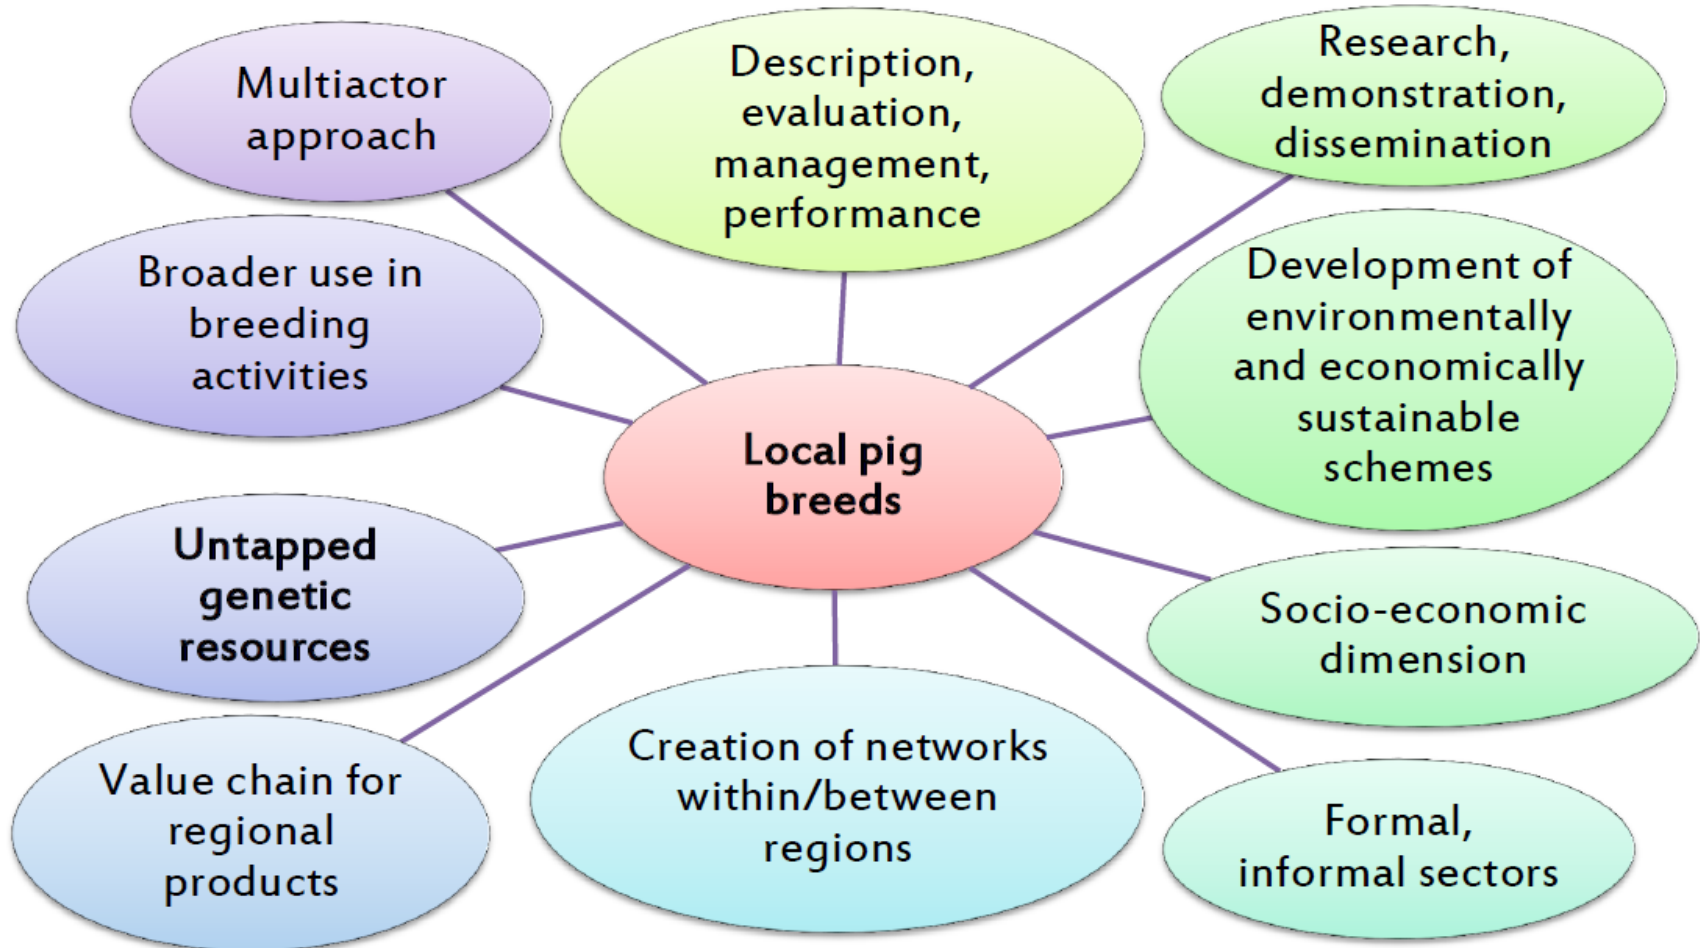 Multiactor
approach
Description,
evaluation,
management,
performance
Research,
demonstration,
dissemination
Broader use in
breeding
activities
Development of
environmentally
and economically
sustainable
schemes
Local pig
breeds
Untapped
genetic
resources
Socio-economic
dimension
Value chain for
regional
products
Creation of networks
within/between
regions
Formal,
informal sectors